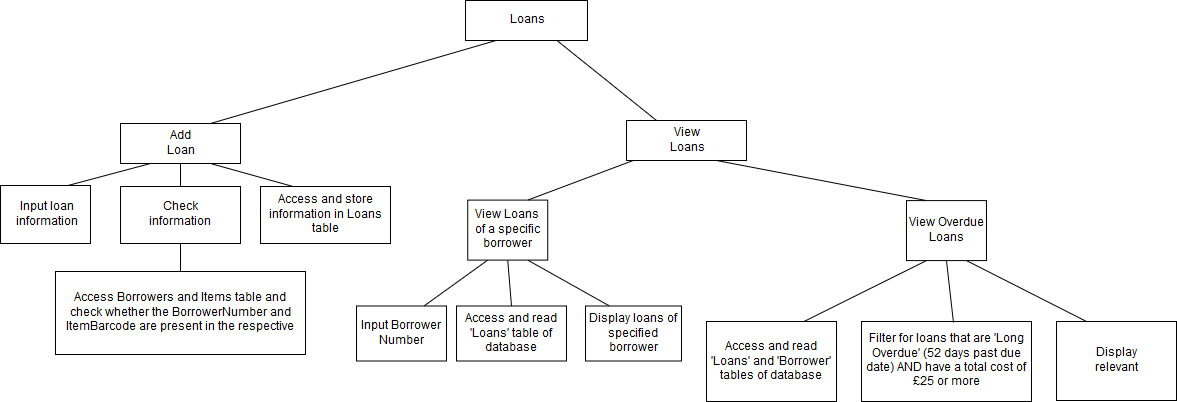 Loans
Add
Loan
View
Loans
Input loan
information
Check
information
Access and store
information in Loans
table
View Loans
of a specific
borrower
View Overdue
Loans
Access Borrowers and Items table and
check whether the BorrowerNumber and
ItemBarcode are present in the respective
Input Borrower
Number
Access and read
'Loans' table of
database
Display loans of
specified
borrower
Access and read
'Loans' and 'Borrower'
tables of database
Filter for loans that are 'Long
Overdue' (52 days past due
date) AND have a total cost of
£25 or more
Display
relevant